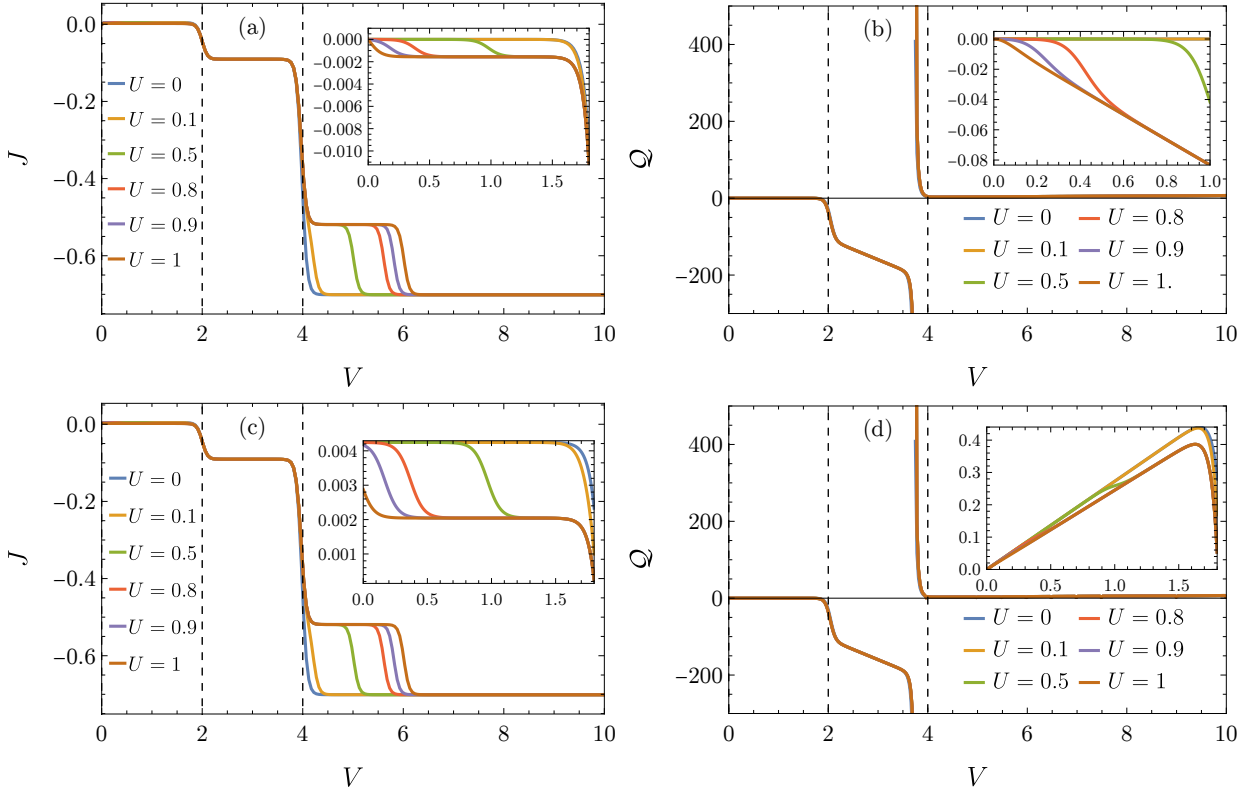 (a)
J
0.0
−0.2
−0.4
−0.6
U = 0
U = 0.1
U = 0.5
U = 0.8
U = 0.9
U = 1
0.000
−0.002
−0.004
−0.006
−0.008
−0.010
0.0 0.5 1.0 1.5
0 2 4 6 8 10
V
(b)
Q
400
200
0
−200
0.00
−0.02
−0.04
−0.06
−0.08
0.0 0.2 0.4 0.6 0.8 1.0
U = 0 U = 0.8
U = 0.1 U = 0.9
U = 0.5 U = 1.
0 2 4 6 8 10
V
(c)
J
0.0
−0.2
−0.4
−0.6
U = 0
U = 0.1
U = 0.5
U = 0.8
U = 0.9
U = 1
0.004
0.003
0.002
0.001
0.0 0.5 1.0 1.5
0 2 4 6 8 10
V
(d)
Q
400
200
0
−200
0.4
0.3
0.2
0.1
0.0
0.0 0.5 1.0 1.5
U = 0 U = 0.8
U = 0.1 U = 0.9
U = 0.5 U = 1
0 2 4 6 8 10
V